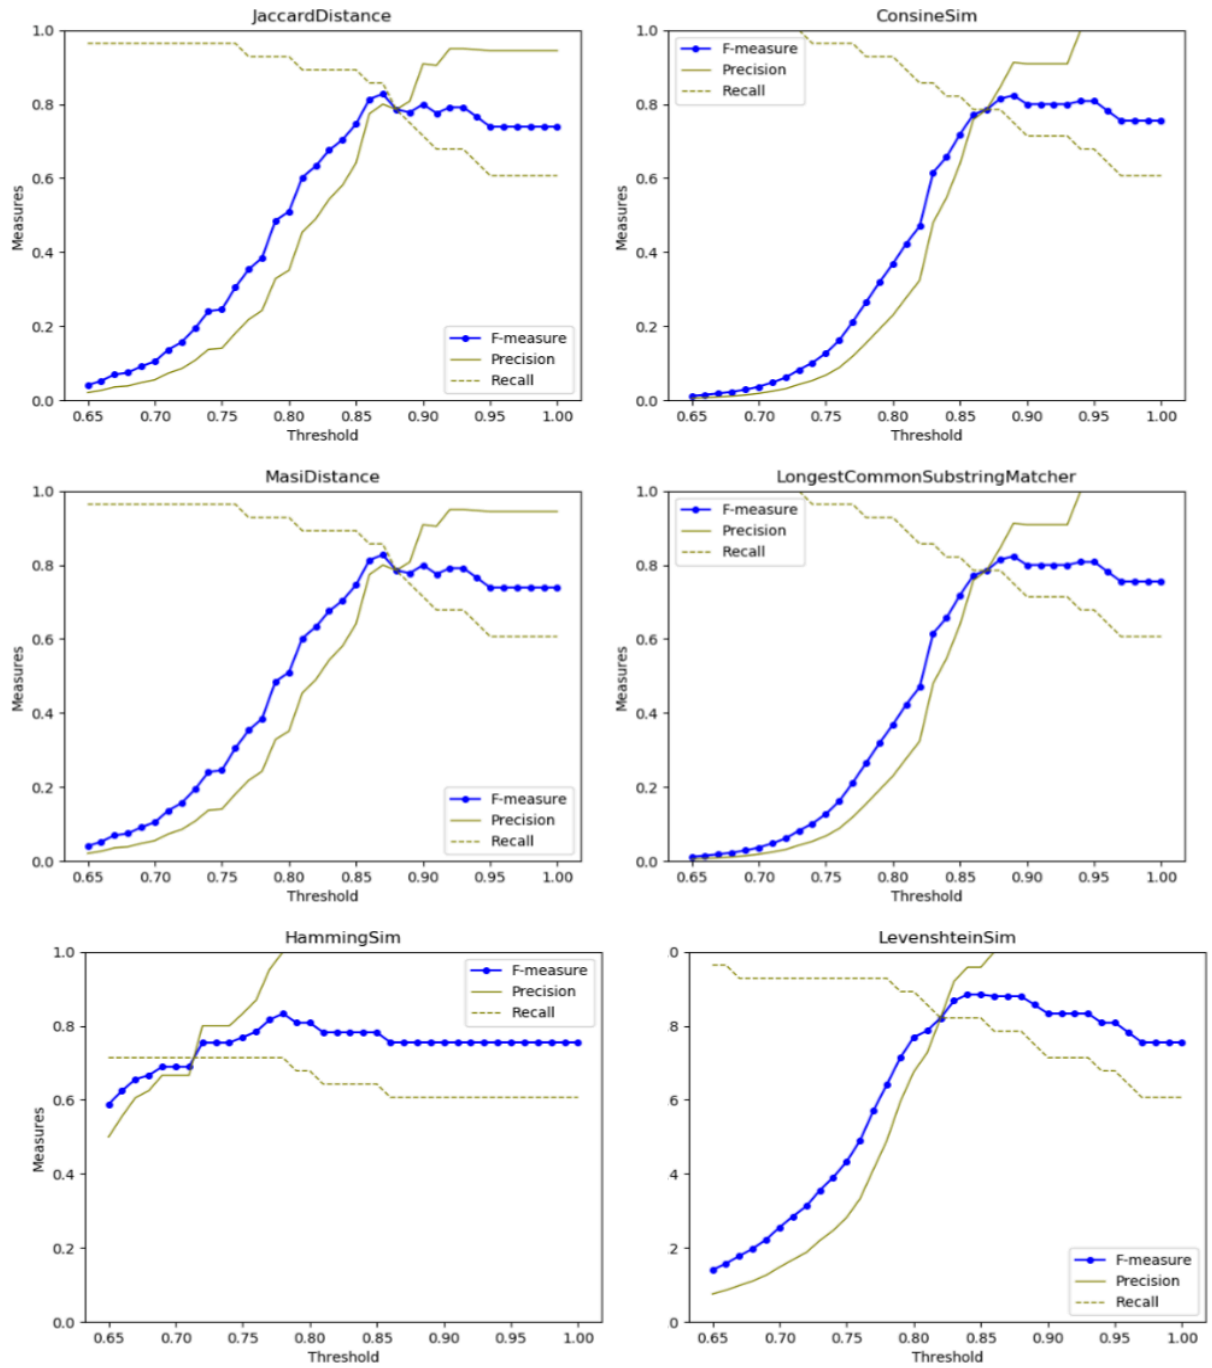 JaccardDistance
1.0
0.8
0.6
0.4
0.2
0.0
Measures
F-measure
Precision
Recall
0.65 0.70 0.75 0.80 0.85 0.90 0.95 1.00
Threshold
ConsineSim
1.0
0.8
0.6
0.4
0.2
0.0
Measures
F-measure
Precision
Recall
0.65 0.70 0.75 0.80 0.85 0.90 0.95 1.00
Threshold
MasiDistance
1.0
0.8
0.6
0.4
0.2
0.0
Measures
F-measure
Precision
Recall
0.65 0.70 0.75 0.80 0.85 0.90 0.95 1.00
Threshold
LongestCommonSubstringMatcher
1.0
0.8
0.6
0.4
0.2
0.0
Measures
F-measure
Precision
Recall
0.65 0.70 0.75 0.80 0.85 0.90 0.95 1.00
Threshold
HammingSim
1.0
0.8
0.6
0.4
0.2
0.0
Measures
F-measure
Precision
Recall
0.65 0.70 0.75 0.80 0.85 0.90 0.95 1.00
Threshold
LevenshteinSim
.0
.8
.6
.4
.2
.0
F-measure
Precision
Recall
0.65 0.70 0.75 0.80 0.85 0.90 0.95 1.00
Threshold